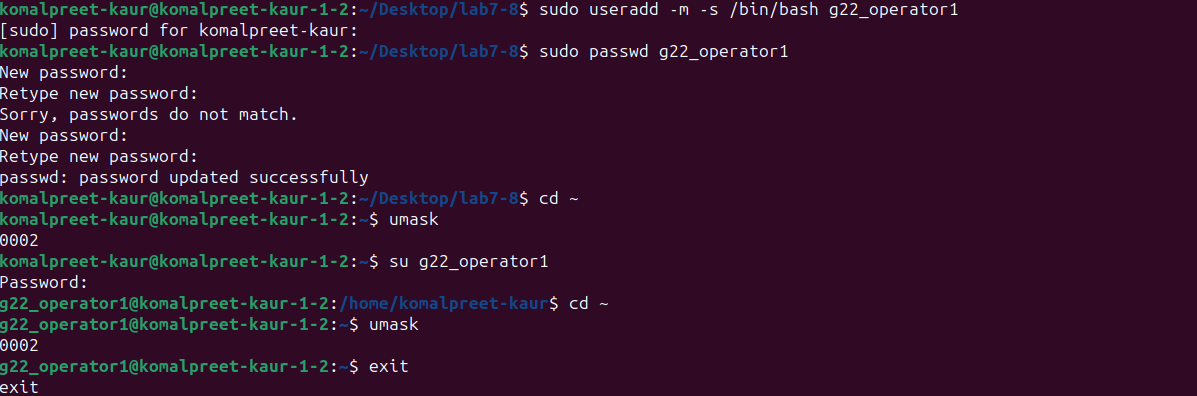 komalpreet-kaur@komalpreet-kaur-1-2:~/Desktop/lab7-8$ sudo useradd -m -s /bin/bash g22_operator1
[sudo] password for komalpreet-kaur:
komalpreet-kaur@komalpreet-kaur-1-2:~/Desktop/lab7-8$ sudo passwd g22_operator1
New password:
Retype new password:
Sorry, passwords do not match.
New password:
Retype new password:
passwd: password updated successfully
komalpreet-kaur@komalpreet-kaur-1-2:~/Desktop/lab7-8$ cd ~
komalpreet-kaur@komalpreet-kaur-1-2:~$ umask
0002
komalpreet-kaur@komalpreet-kaur-1-2:~$ su g22_operator1
Password:
g22_operator1@komalpreet-kaur-1-2:/home/komalpreet-kaur$ cd ~
g22_operator1@komalpreet-kaur-1-2:~$ umask
0002
g22_operator1@komalpreet-kaur-1-2:~$ exit
exit